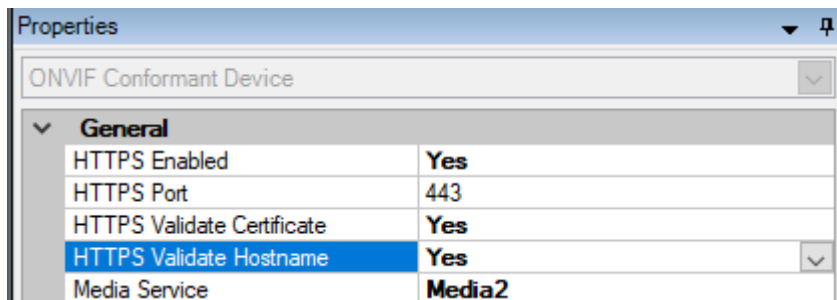 Properties
ONVIF Conformant Device
General
HTTPS Enabled Yes
HTTPS Port 443
HTTPS Validate Certificate Yes
HTTPS Validate Hostname Yes
Media Service Media2